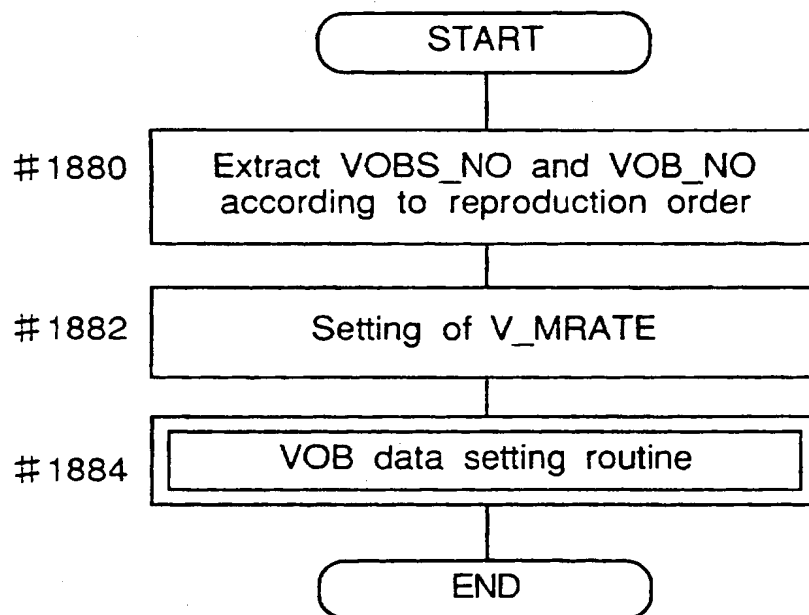 START
#1880
Extract VOBS_NO and VOB_NO
according to reproduction order
#1882
Setting of V_MRATE
#1884
VOB data setting routine
END